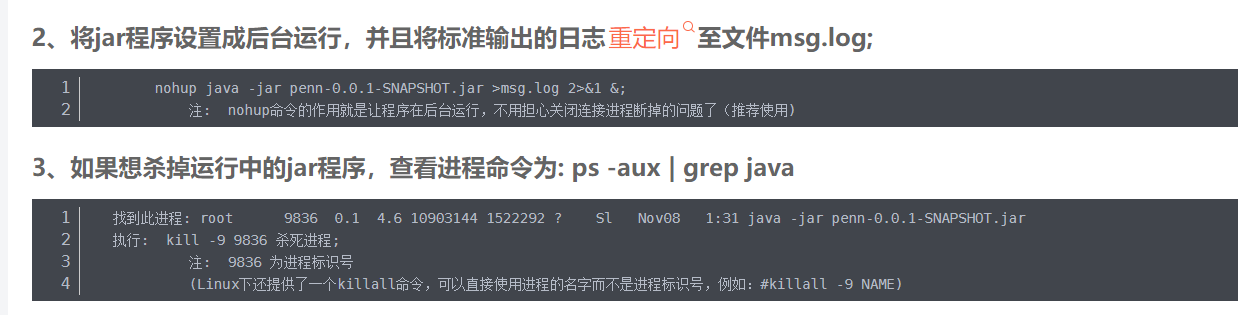 2、将jar程序设置成后台运行，并且将标准输出的日志重定向至文件msg.log;
1 nohup java -jar penn-0.0.1-SNAPSHOT.jar >msg.log 2>&1 &;
2 注: nohup命令的作用就是让程序在后台运行，不用担心关闭连接进程断掉的问题了（推荐使用)
3、如果想杀掉运行中的jar程序，查看进程命令为: ps -aux | grep java
1 找到此进程: root 9836 0.1 4.6 10903144 1522292 ? Sl Nov08 1:31 java -jar penn-0.0.1-SNAPSHOT.jar
2 执行: kill -9 9836 杀死进程;
3 注: 9836 为进程标识号
4 (Linux下还提供了一个killall命令，可以直接使用进程的名字而不是进程标识号，例如：#killall -9 NAME)